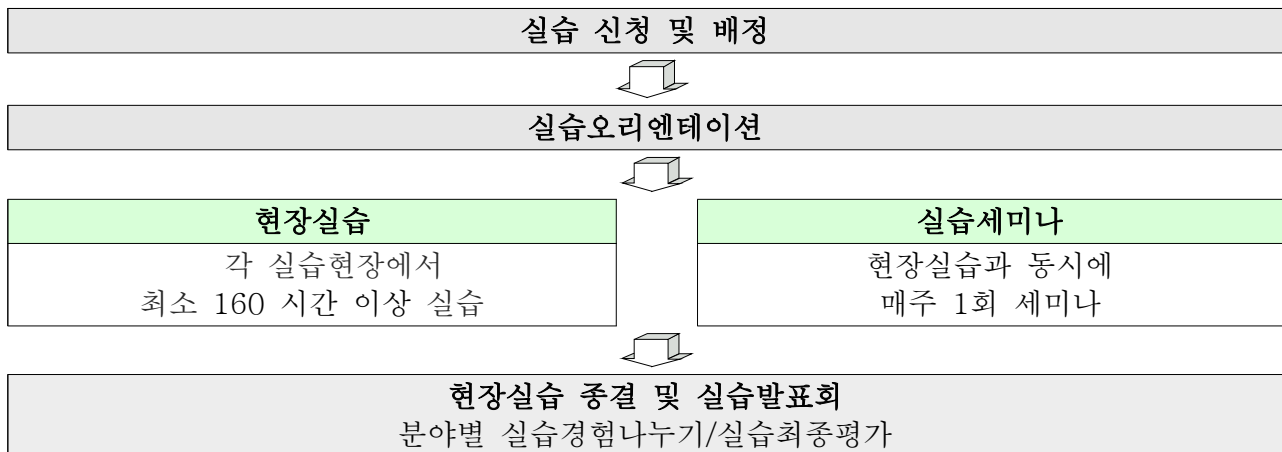 실습 신청 및 배정
실습오리엔테이션
현장실습
각 실습현장에서
최소 160 시간 이상 실습
실습세미나
현장실습과 동시에
매주 1회 세미나
현장실습 종결 및 실습발표회
분야별 실습경험나누기/실습최종평가